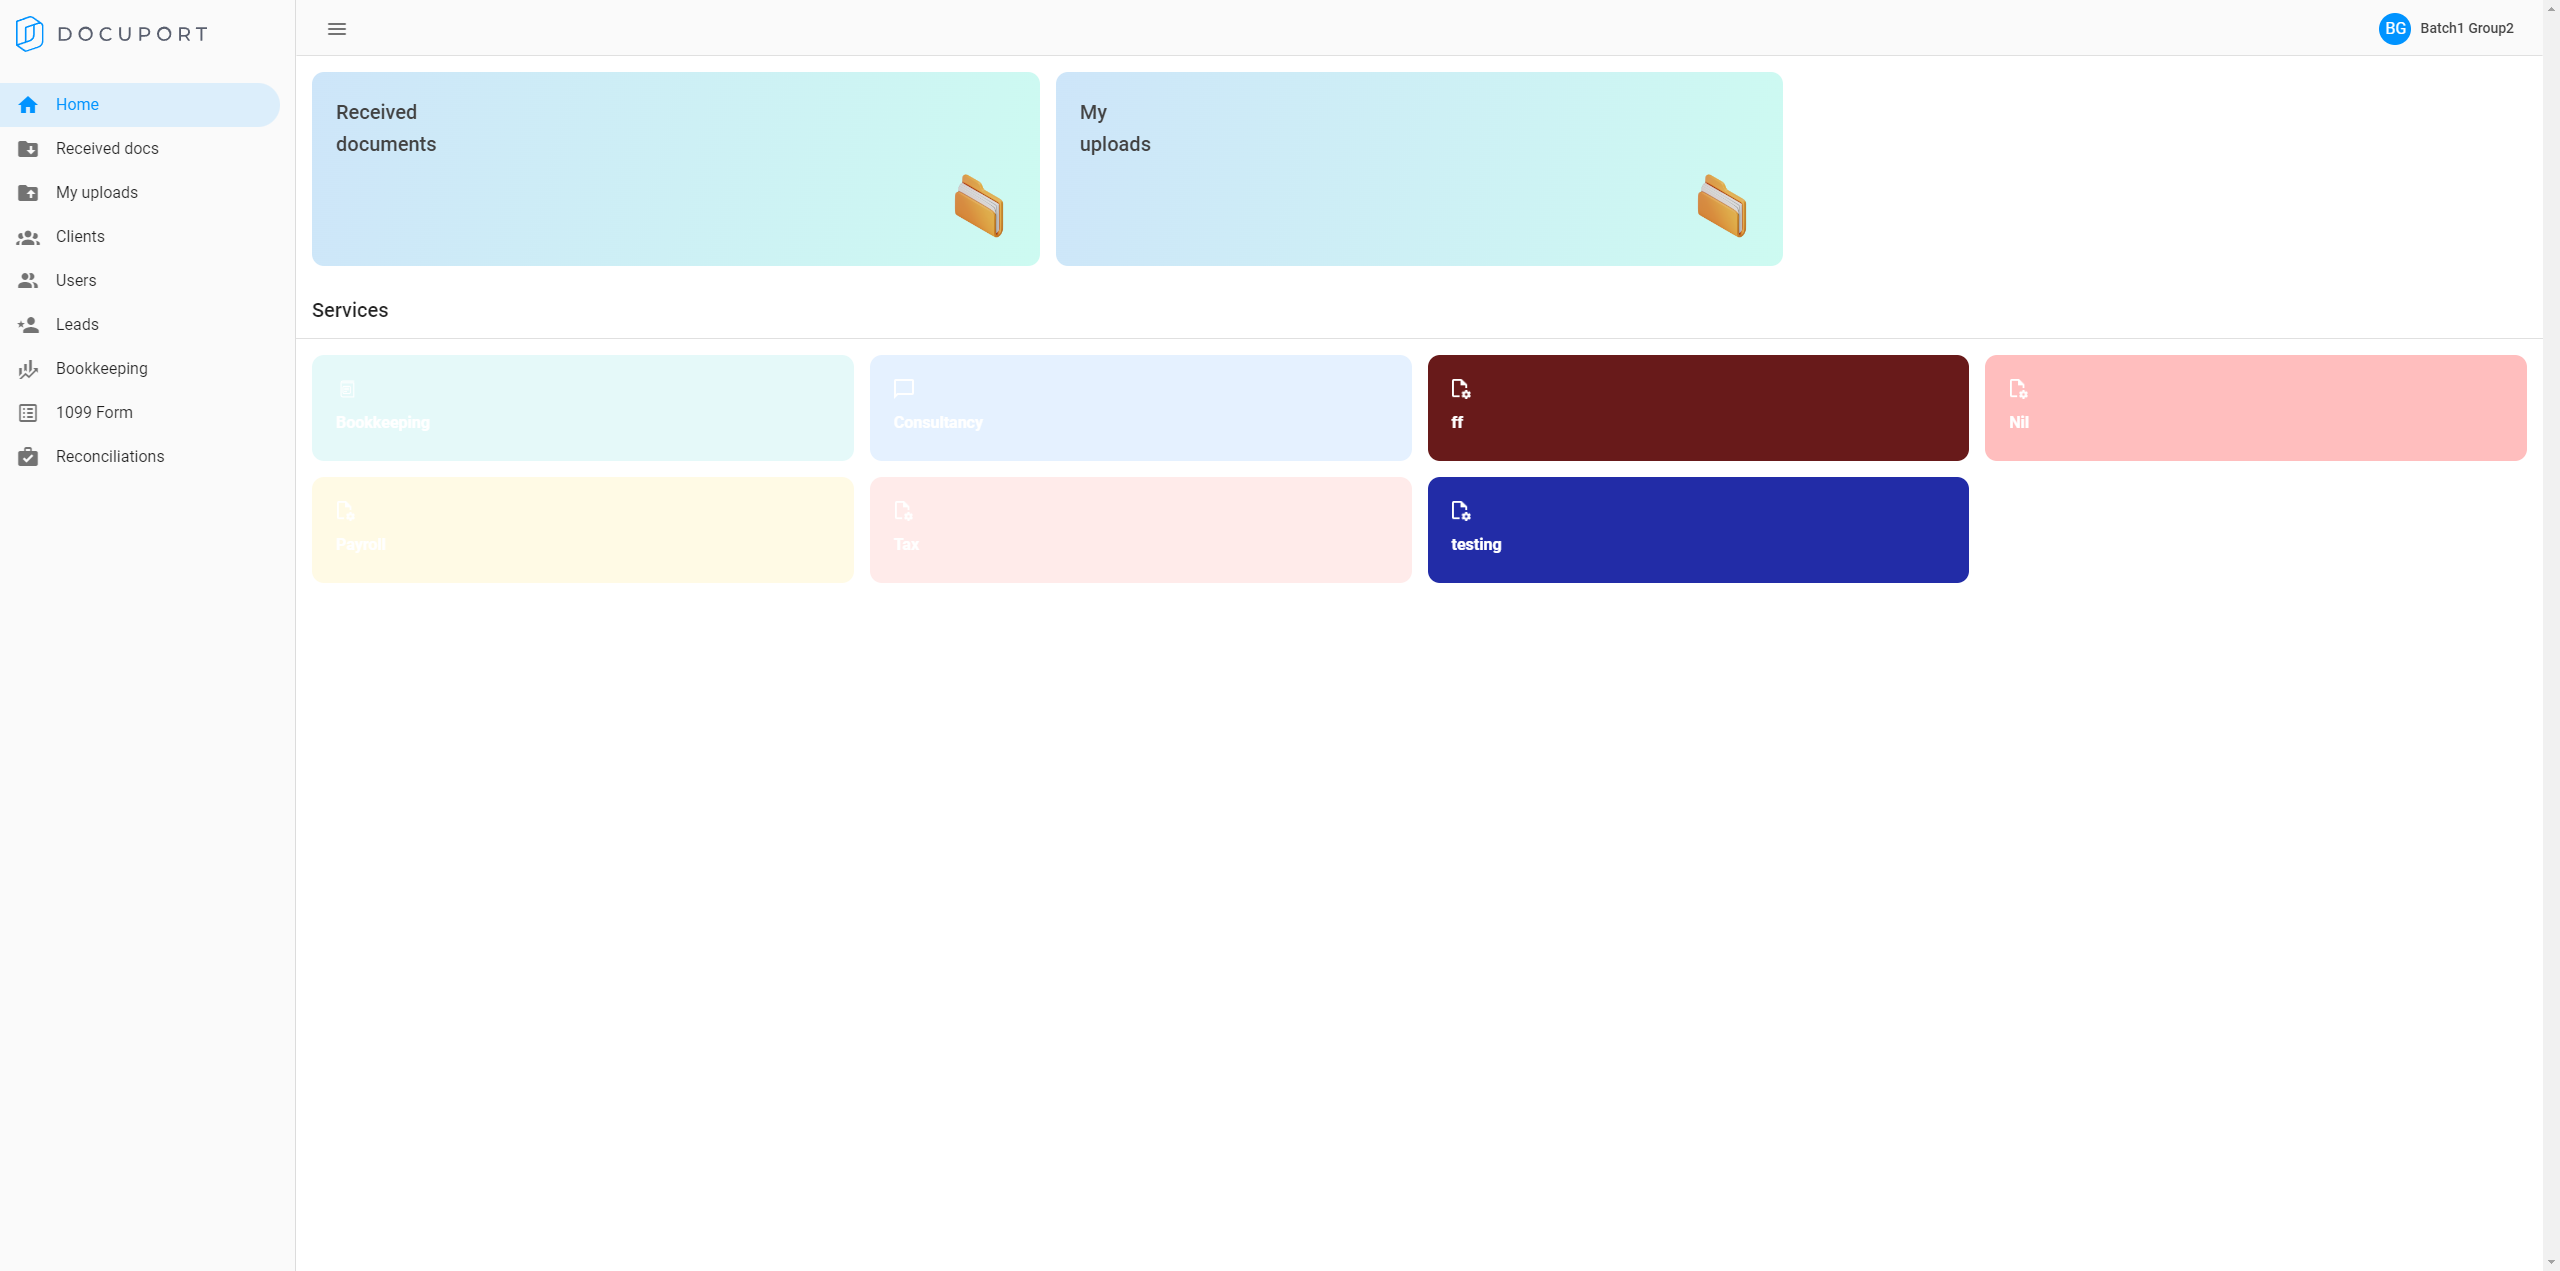 DOCUPORT
Home
Received docs
My uploads
Clients
Users
Leads
Bookkeeping
1099 Form
Reconciliations
BG
Batch1 Group2
Received
documents
My
uploads
Services
Bookkeeping
Consultancy
ff
Nil
Payroll
Tax
testing